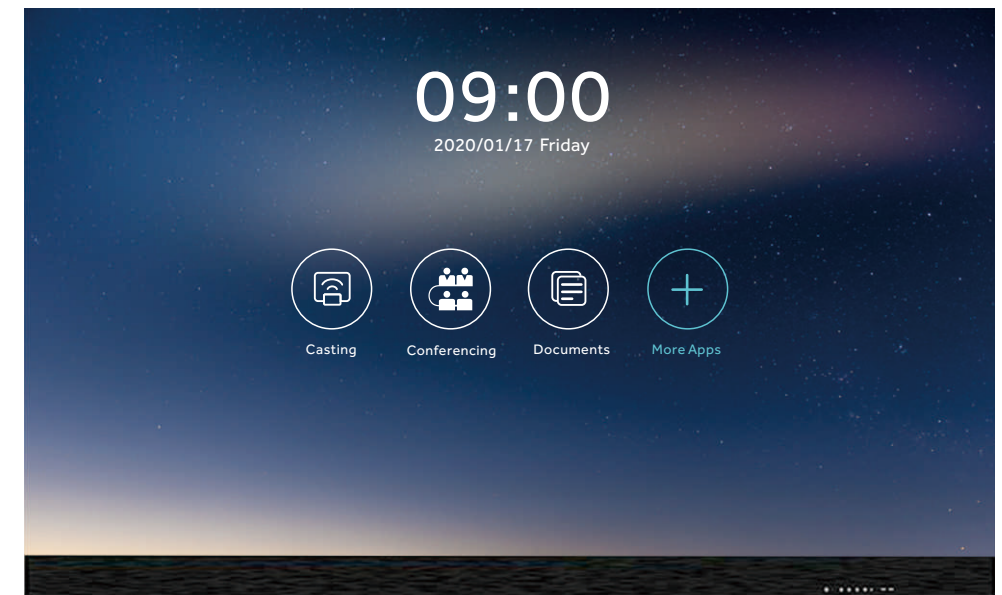 09:00
2020/01/17 Friday
Casting
Conferencing
Documents
More Apps